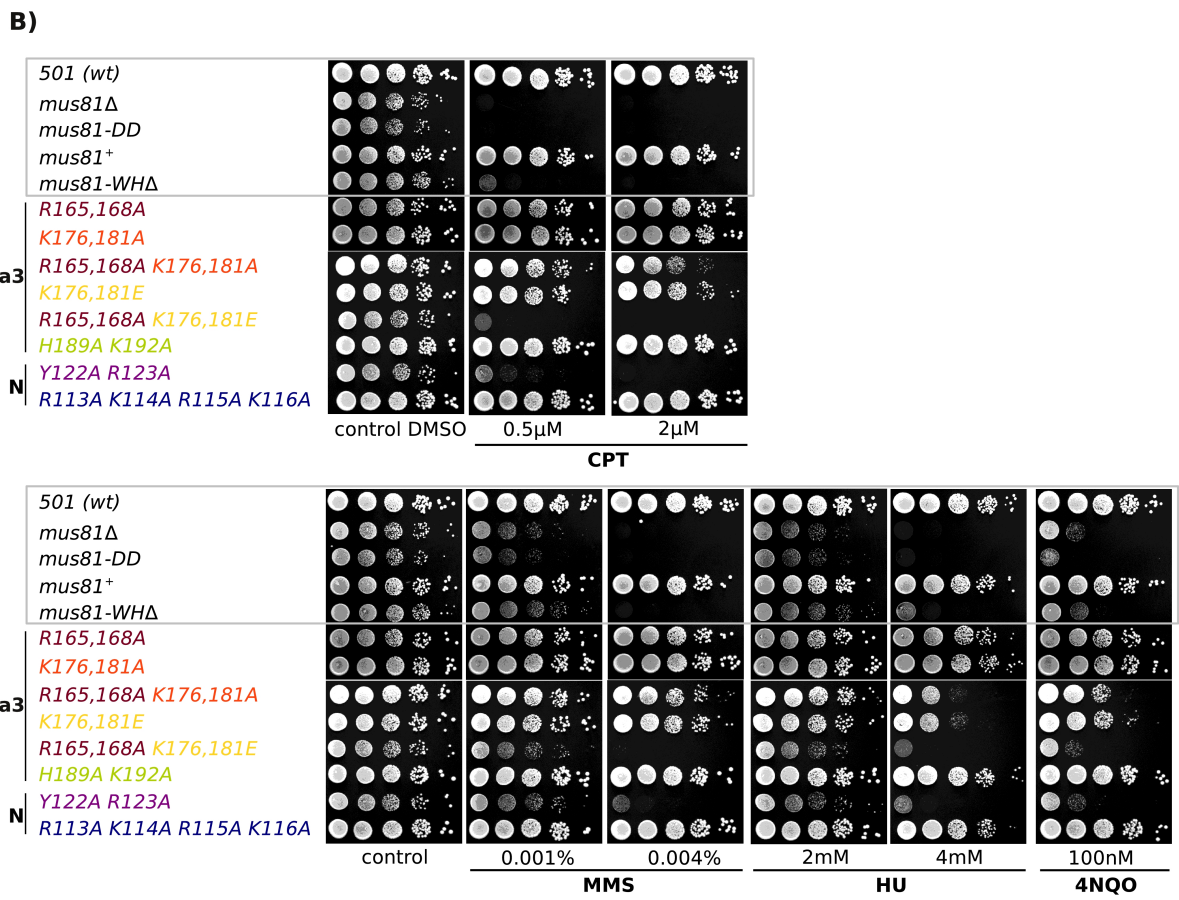 B)
501 (wt)
mus81Δ
mus81-DD
mus81+
mus81-WHΔ
R165,168A
K176,181A
a3
R165,168A K176,181A
K176,181E
R165,168A K176,181E
H189A K192A
N
Y122A R123A
R113A K114A R115A K116A
control DMSO 0.5µM 2µM
CPT
501 (wt)
mus81Δ
mus81-DD
mus81+
mus81-WHΔ
R165,168A
K176,181A
a3
R165,168A K176,181A
K176,181E
R165,168A K176,181E
H189A K192A
N
Y122A R123A
R113A K114A R115A K116A
control 0.001% 0.004% 2mM 4mM 100nM
MMS HU 4NQO